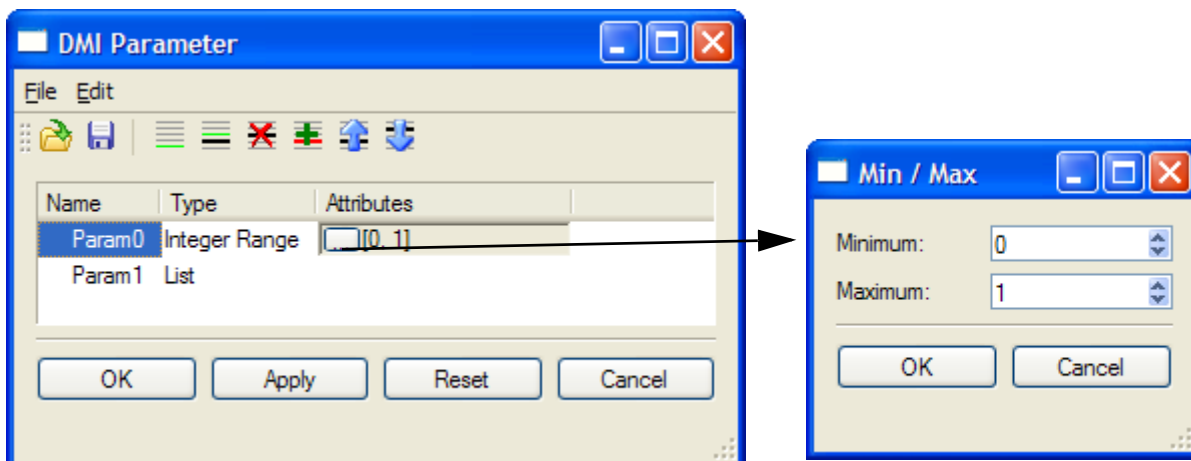 DMI Parameter
File Edit
Name Type Attributes
Param0 Integer Range ... [0, 1]
Param1 List
OK Apply Reset Cancel
Min / Max
Minimum: 0
Maximum: 1
OK Cancel